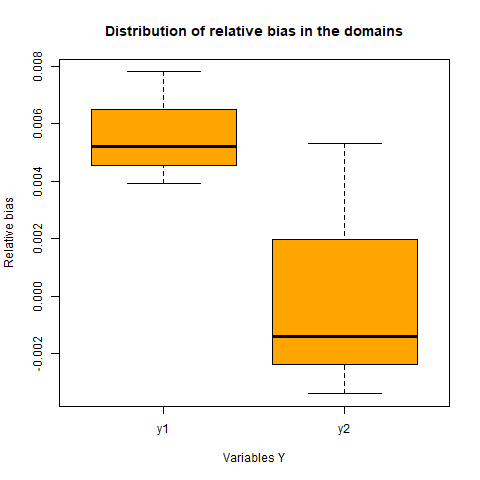 Distribution of relative bias in the domains
Relative bias
0.008
0.006
0.004
0.002
0.000
-0.002
y1
y2
Variables Y